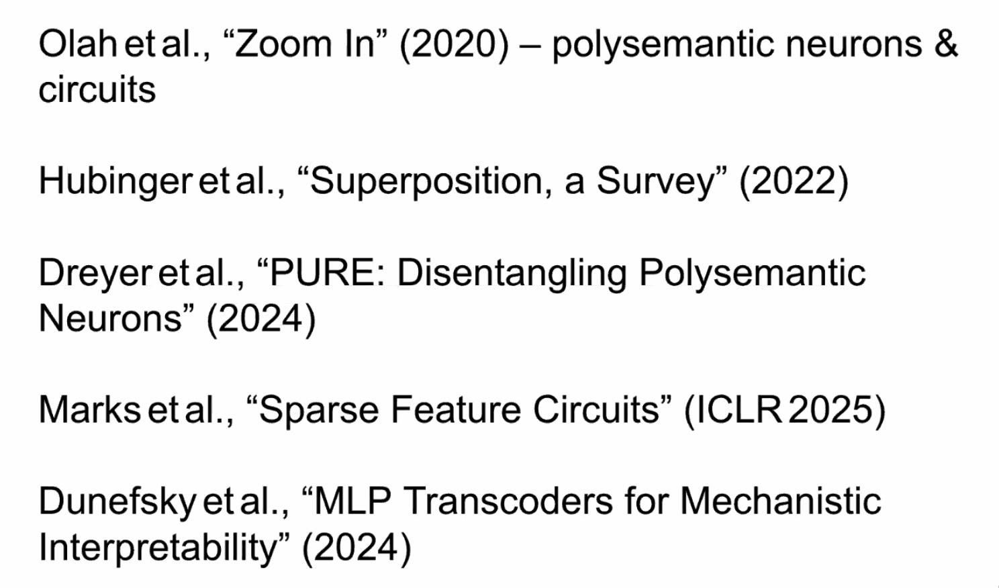 Olah et al., “Zoom In” (2020) – polysemantic neurons &
circuits
Hubinger et al., “Superposition, a Survey” (2022)
Dreyer et al., “PURE: Disentangling Polysemantic
Neurons” (2024)
Marks et al., “Sparse Feature Circuits” (ICLR 2025)
Dunefsky et al., “MLP Transcoders for Mechanistic
Interpretability” (2024)